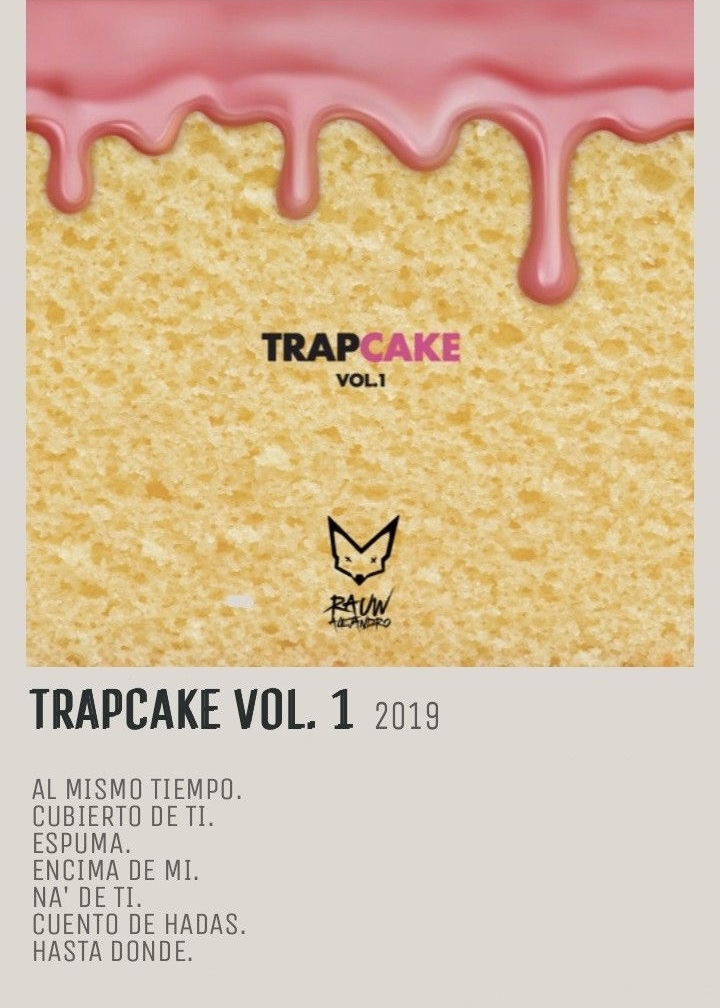 TRAPCAKE
VOL.1
RAUW
ALEJANDRO
TRAPCAKE VOL. 1 2019
AL MISMO TIEMPO.
CUBIERTO DE TI.
ESPUMA.
ENCIMA DE MI.
NA' DE TI.
CUENTO DE HADAS.
HASTA DONDE.